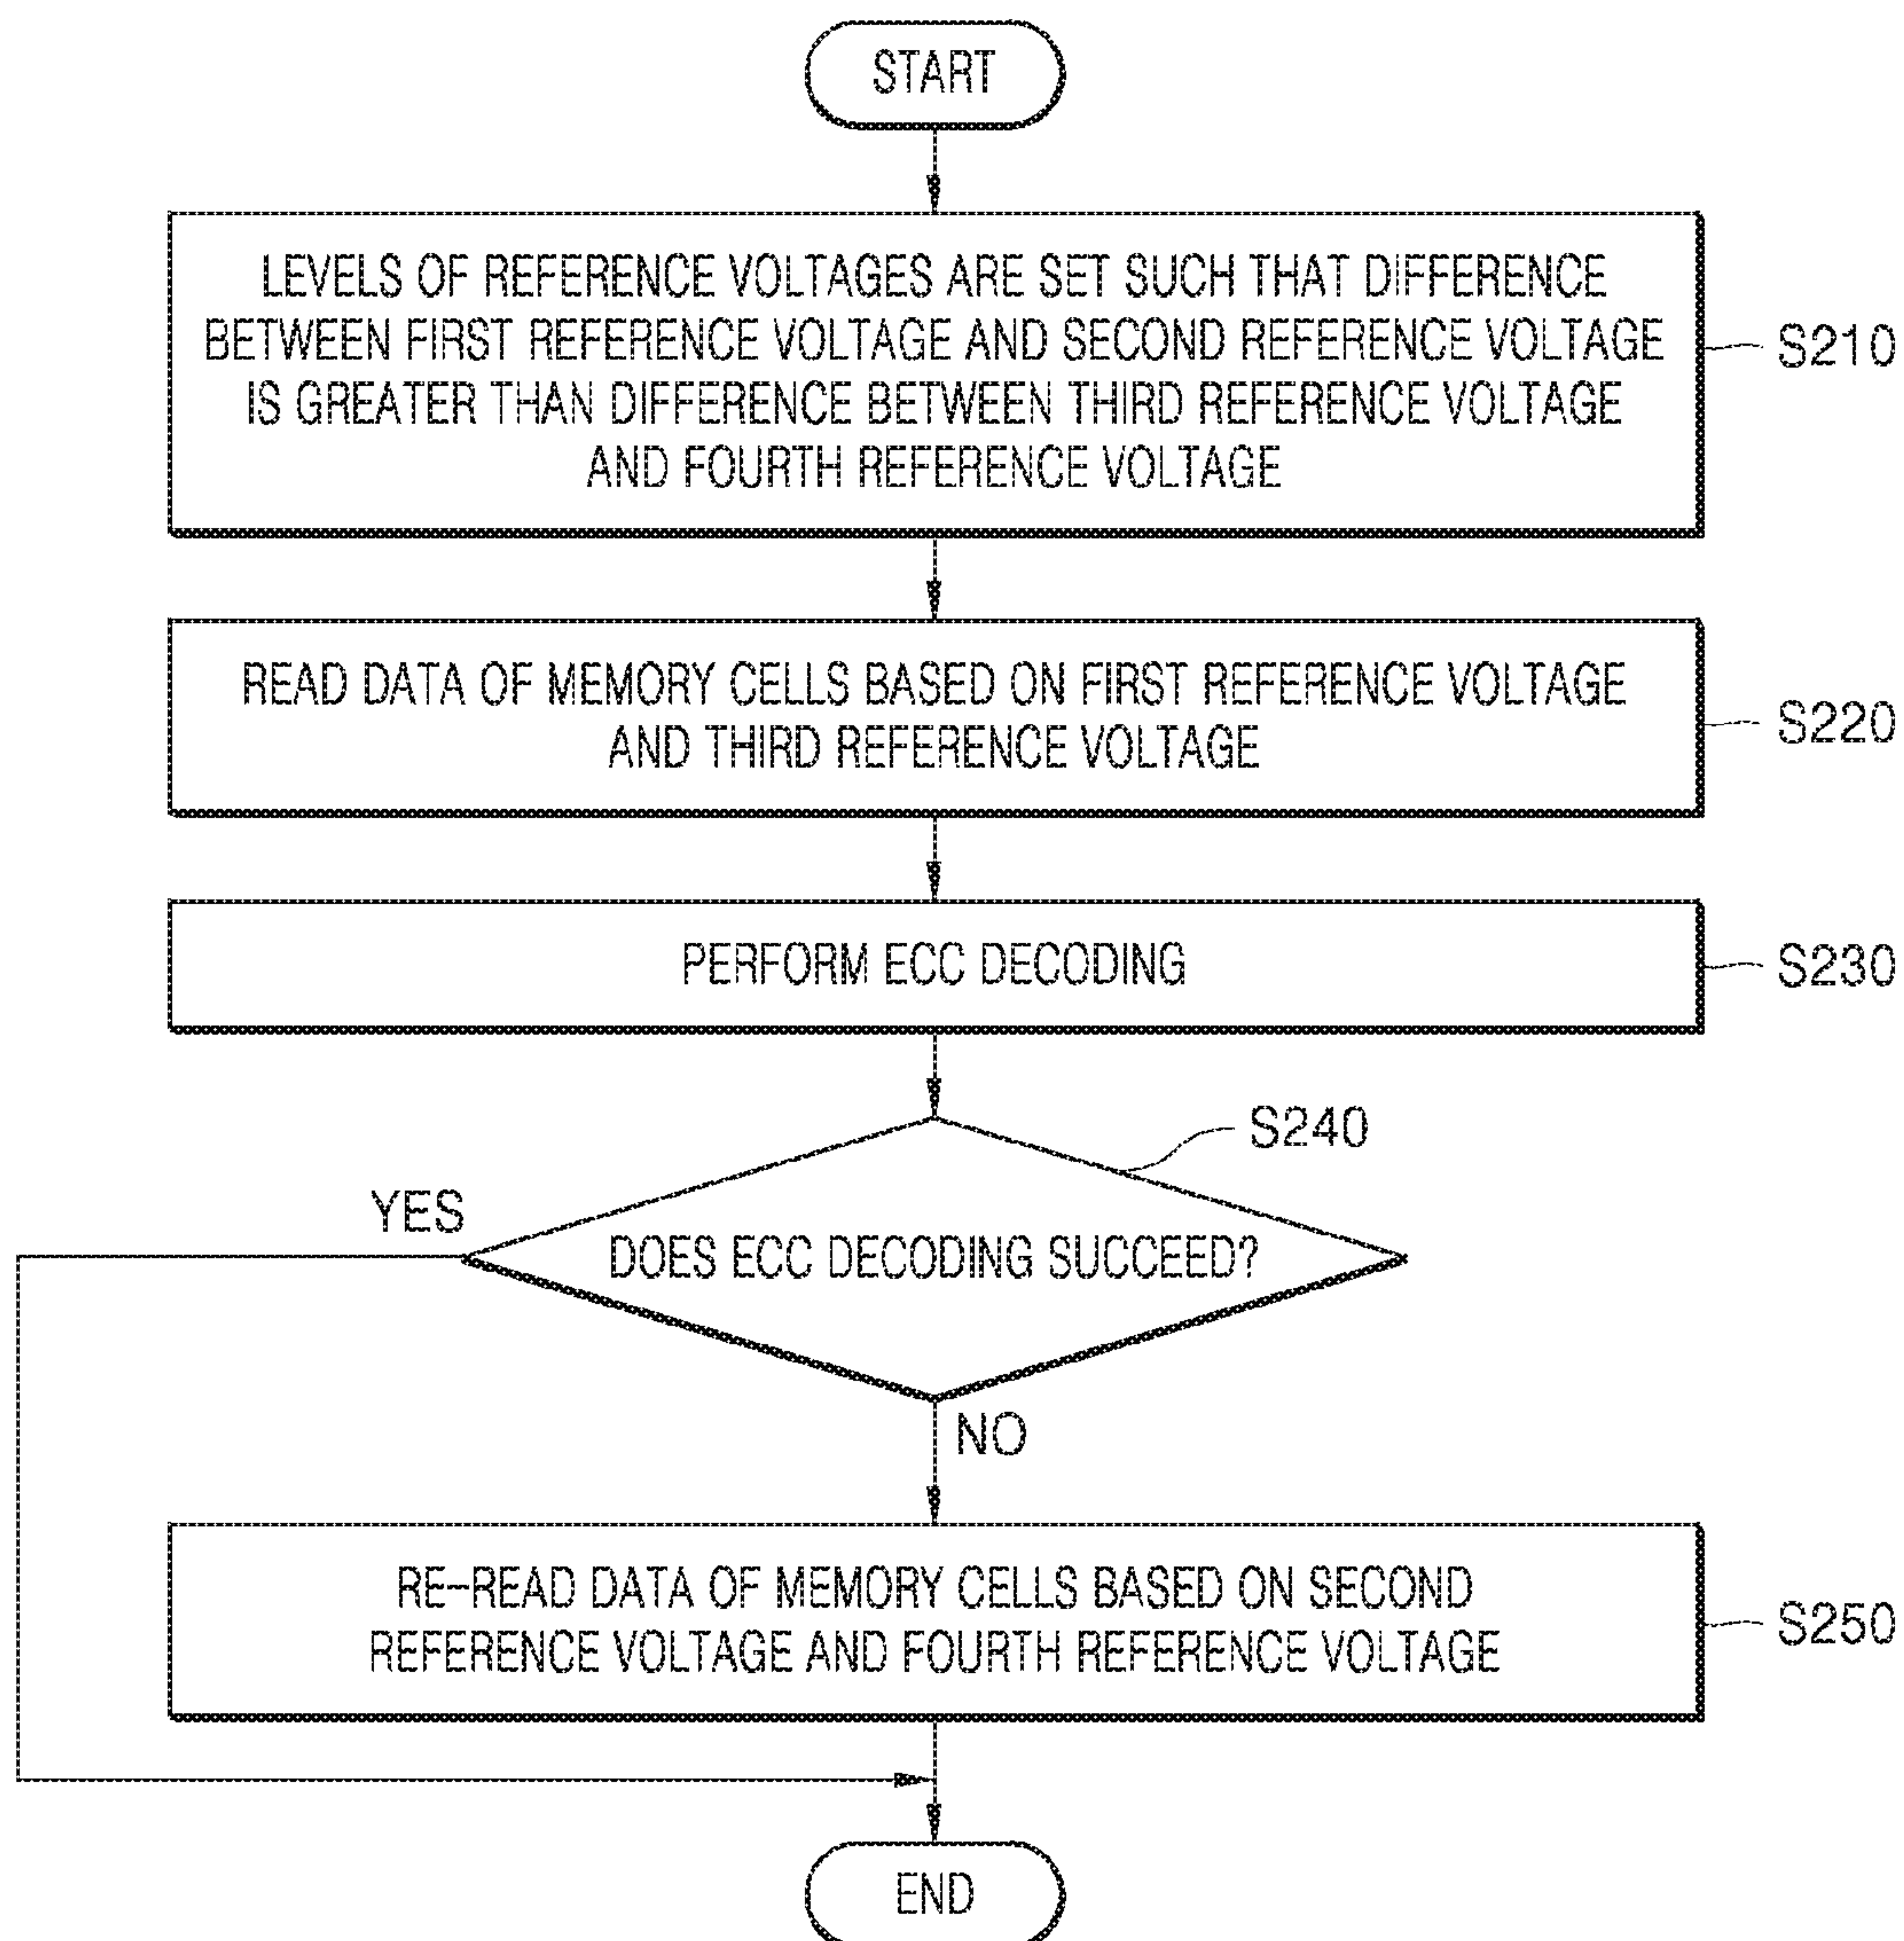 START
LEVELS OF REFERENCE VOLTAGES ARE SET SUCH THAT DIFFERENCE
BETWEEN FIRST REFERENCE VOLTAGE AND SECOND REFERENCE VOLTAGE
IS GREATER THAN DIFFERENCE BETWEEN THIRD REFERENCE VOLTAGE
AND FOURTH REFERENCE VOLTAGE
S210
READ DATA OF MEMORY CELLS BASED ON FIRST REFERENCE VOLTAGE
AND THIRD REFERENCE VOLTAGE
S220
PERFORM ECC DECODING
S230
S240
YES
DOES ECC DECODING SUCCEED?
NO
RE-READ DATA OF MEMORY CELLS BASED ON SECOND
REFERENCE VOLTAGE AND FOURTH REFERENCE VOLTAGE
S250
END